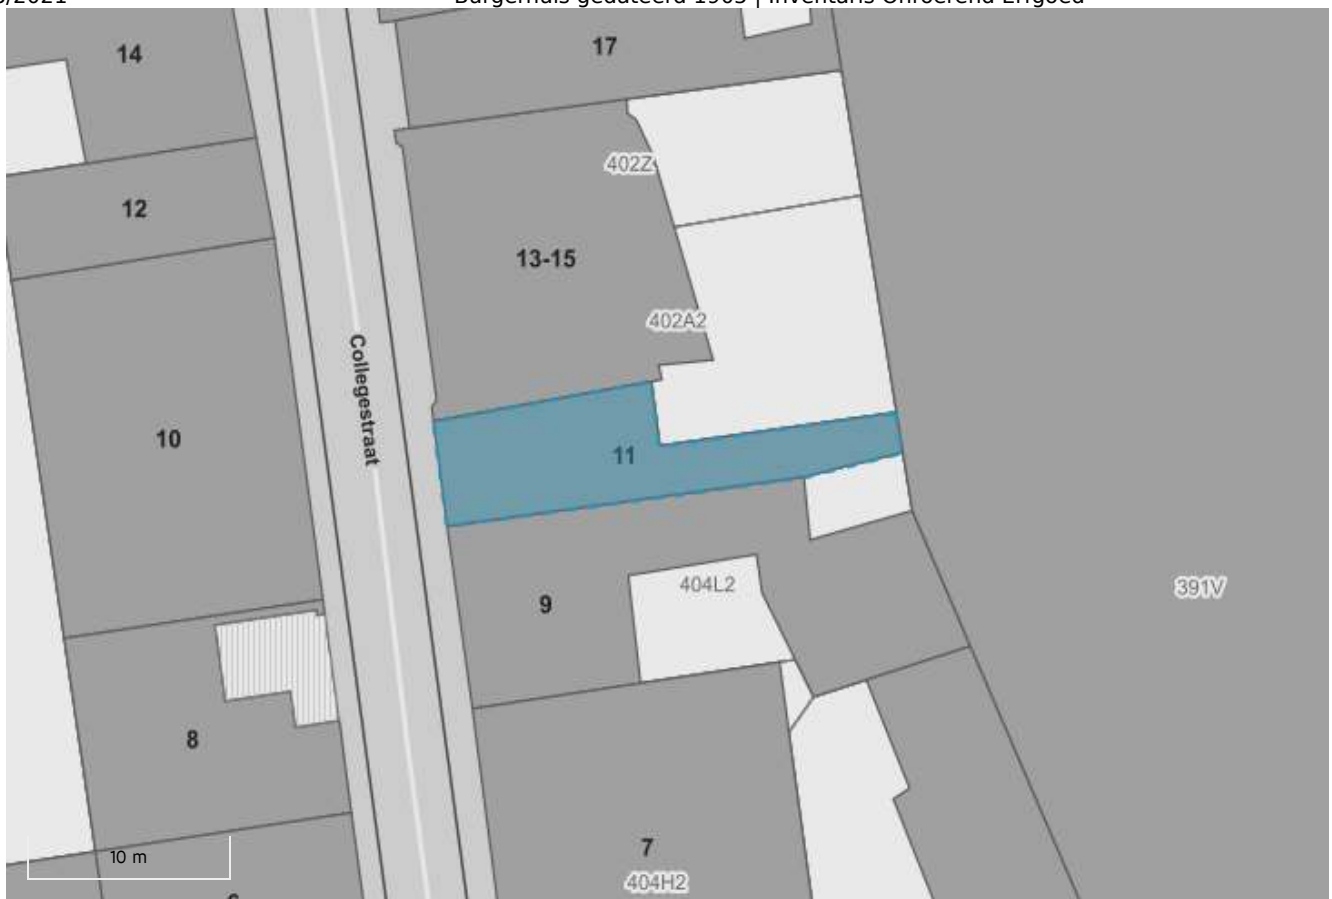 Burgerhuis gedateerd 1903 | Inventaris Onroerend Erfgoed
14
17
402Z
12
13-15
402A2
Collegestraat
10
11
404L2
391V
9
8
7
10 m
404H2